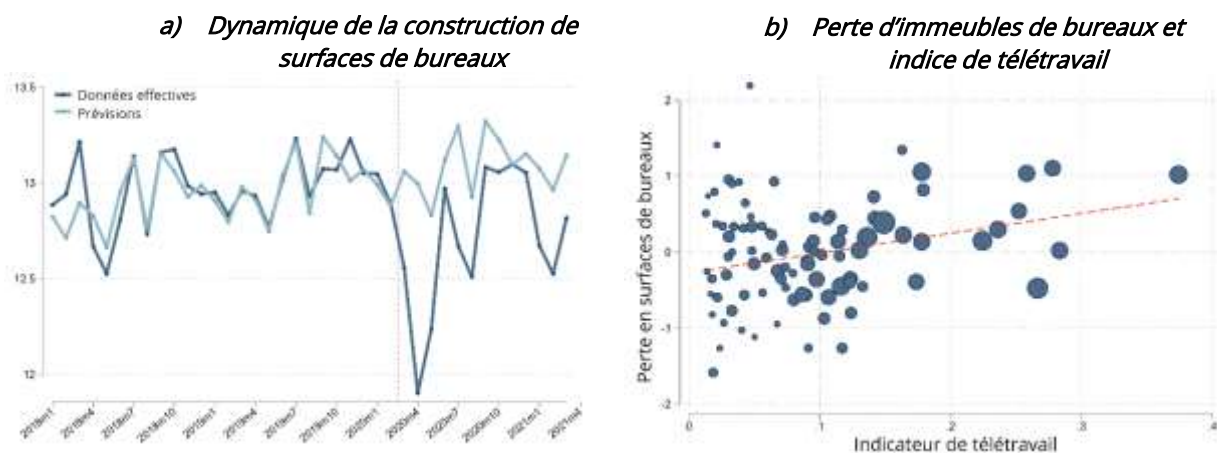 a) Dynamique de la construction de
surfaces de bureaux
13.5
Données effectives
Prévisions
13
12.5
12
2018m1 2018m4 2018m7 2018m10 2019m1 2019m4 2019m7 2019m10 2020m1 2020m4 2020m7 2020m10 2021m1 2021m4
b) Perte d'immeubles de bureaux et
indice de télétravail
Perte en surfaces de bureaux
2
1
0
-1
-2
0 .1 .2 .3 .4
Indicateur de télétravail